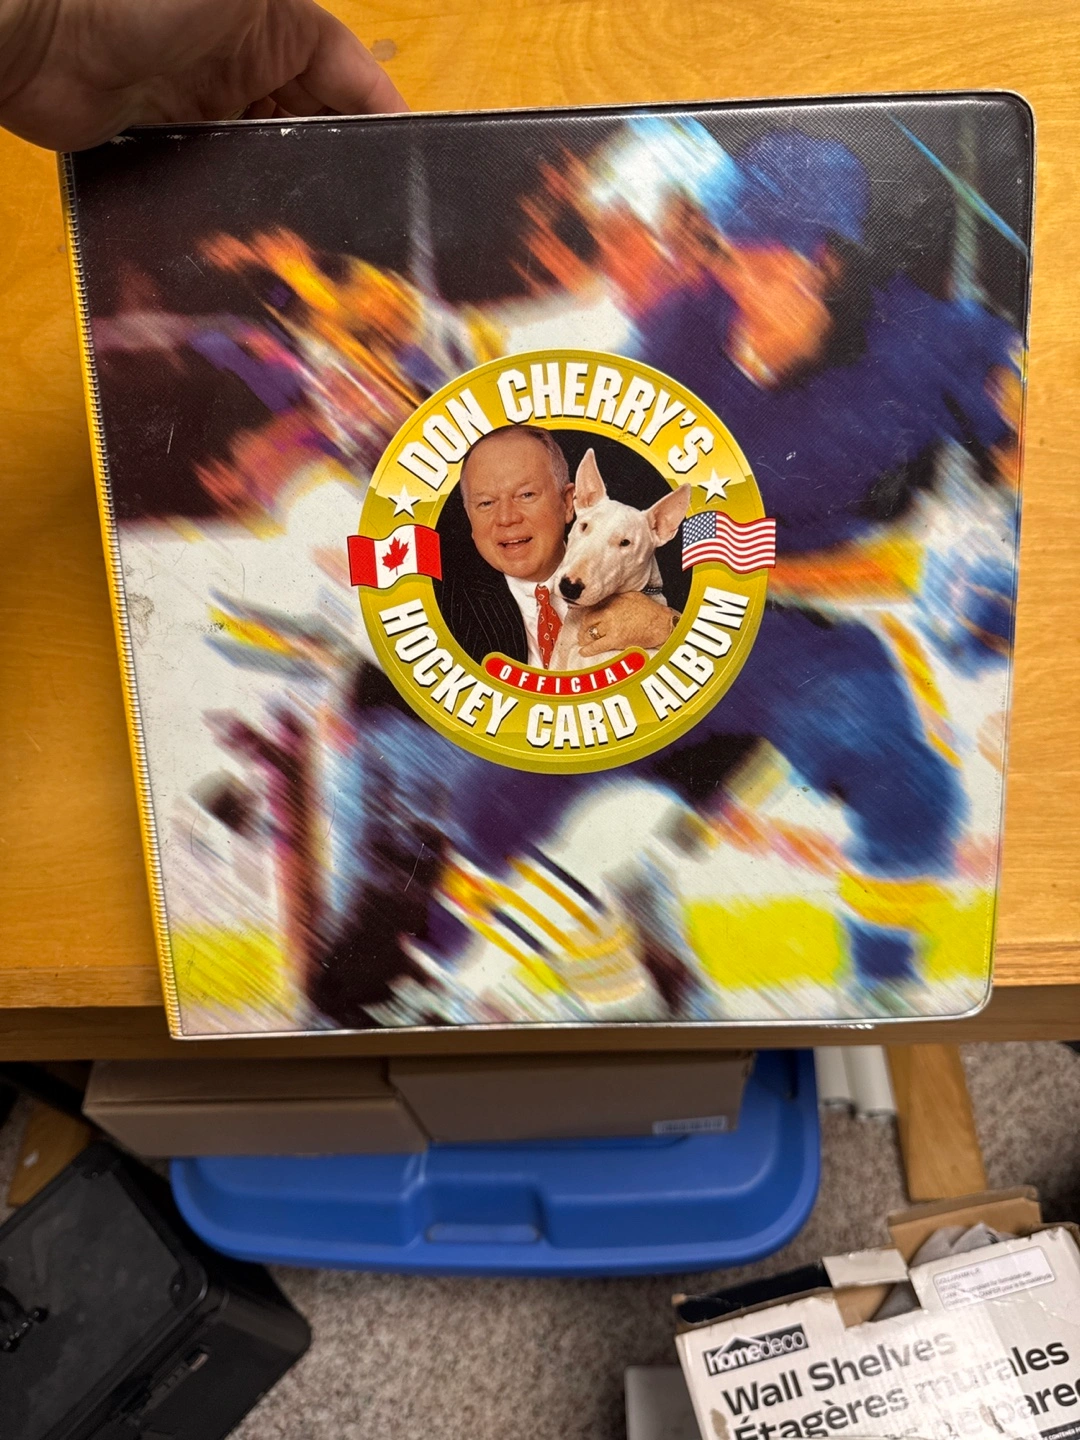 DON CHERRY'S
OFFICIAL
HOCKEY CARD ALBUM
homedeco
Wall Shelves
Étagères murales